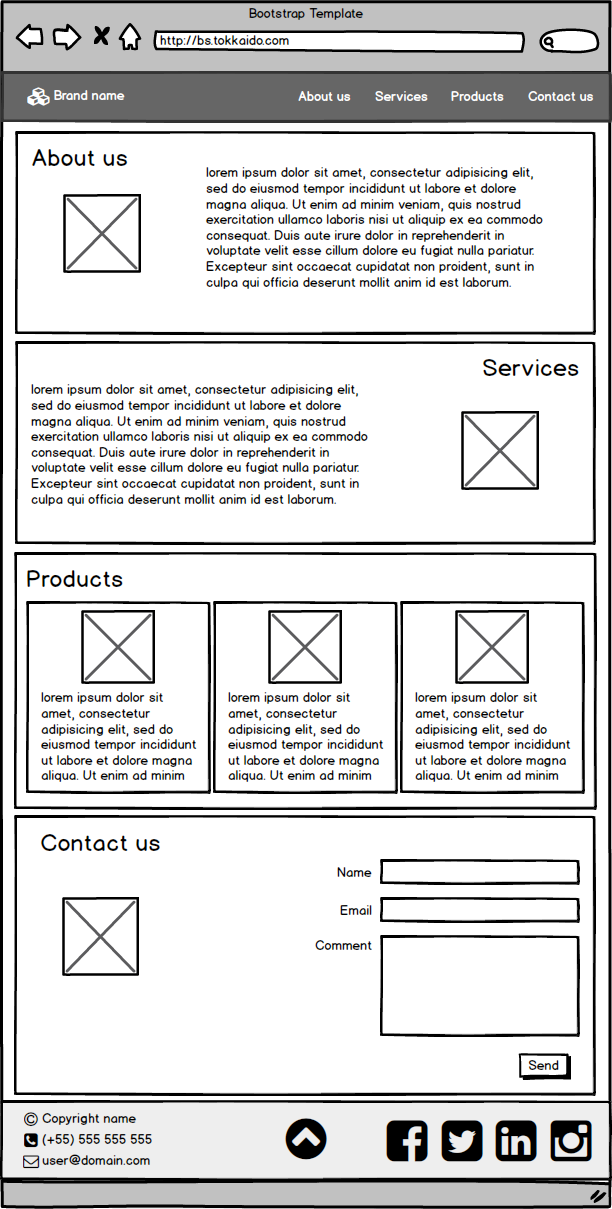 Bootstrap Template
http://bs.tokkaido.com
Brand name
About us
Services
Products
Contact us
About us
lorem ipsum dolor sit amet, consectetur adipisicing elit,
sed do eiusmod tempor incididunt ut labore et dolore
magna aliqua. Ut enim ad minim veniam, quis nostrud
exercitation ullamco laboris nisi ut aliquip ex ea commodo
consequat. Duis aute irure dolor in reprehenderit in
voluptate velit esse cillum dolore eu fugiat nulla pariatur.
Excepteur sint occaecat cupidatat non proident, sunt in
culpa qui officia deserunt mollit anim id est laborum.
Services
lorem ipsum dolor sit amet, consectetur adipisicing elit,
sed do eiusmod tempor incididunt ut labore et dolore
magna aliqua. Ut enim ad minim veniam, quis nostrud
exercitation ullamco laboris nisi ut aliquip ex ea commodo
consequat. Duis aute irure dolor in reprehenderit in
voluptate velit esse cillum dolore eu fugiat nulla pariatur.
Excepteur sint occaecat cupidatat non proident, sunt in
culpa qui officia deserunt mollit anim id est laborum.
Products
lorem ipsum dolor sit
amet, consectetur
adipisicing elit, sed do
eiusmod tempor incididunt
ut labore et dolore magna
aliqua. Ut enim ad minim
lorem ipsum dolor sit
amet, consectetur
adipisicing elit, sed do
eiusmod tempor incididunt
ut labore et dolore magna
aliqua. Ut enim ad minim
lorem ipsum dolor sit
amet, consectetur
adipisicing elit, sed do
eiusmod tempor incididunt
ut labore et dolore magna
aliqua. Ut enim ad minim
Contact us
Name
Email
Comment
Send
© Copyright name
(+55) 555 555 555
user@domain.com